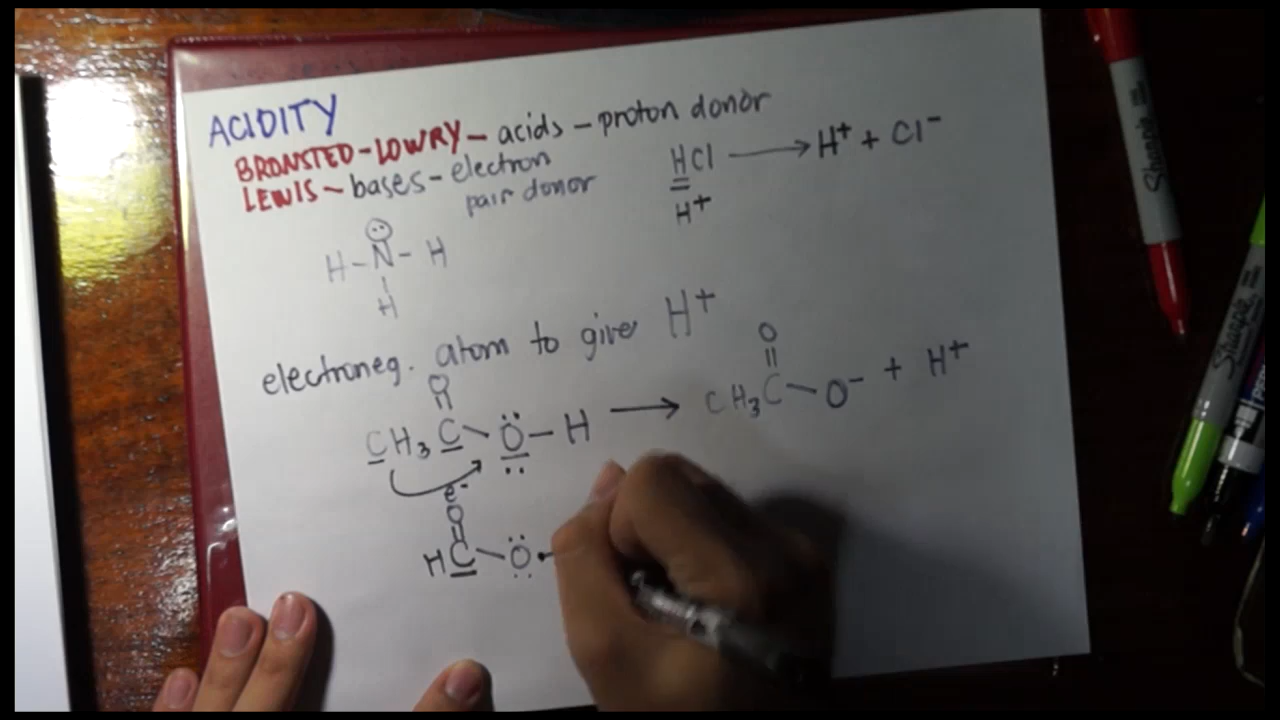 ACIDITY
BRONSTED-LOWRY - acids - proton donor
LEWIS - bases - electron
pair donor
HCl → H+ + Cl-
H+
H-N-H
H
electroneg. atom to give H+
O
CH3C-O-H → CH3C-O- + H+
O
e-
O
HC-O
Sharpie
Sharpie